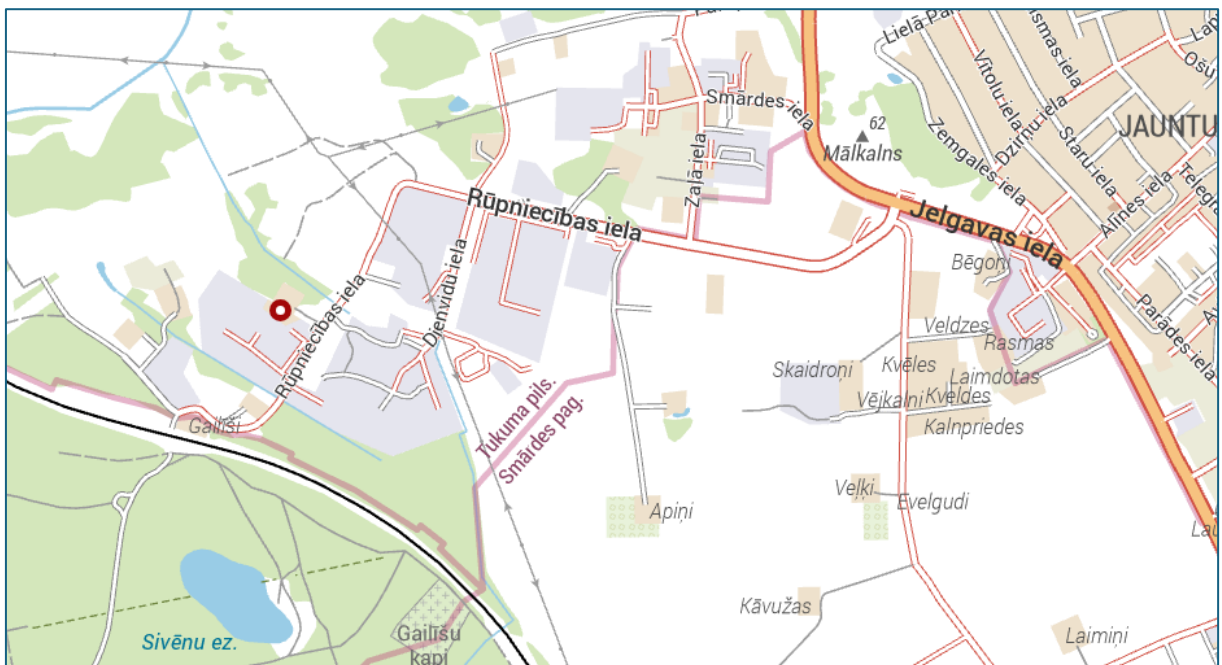 Lielā
Smārdes iela
62
Mālkalns
Zemgales iela
Vītolu iela
Dzirnu iela
Staru iela
JAUNTU
Alīnes iela
Zaļā iela
Rūpniecības iela
Jelgavas iela
Bēgoņi
Dienvidu iela
Rūpniecības iela
Parādes iela
Veldzes
Rasmas
Skaidroņi
Kvēles
Laimdotas
Vējkalni
Kveldes
Kalnpriedes
Gailīši
Tukuma pils.
Smārdes pag.
Veļķi
Evelgudi
Apiņi
Kāvužas
Laimiņi
Sivēnu ez.
Gailīšu
kapi